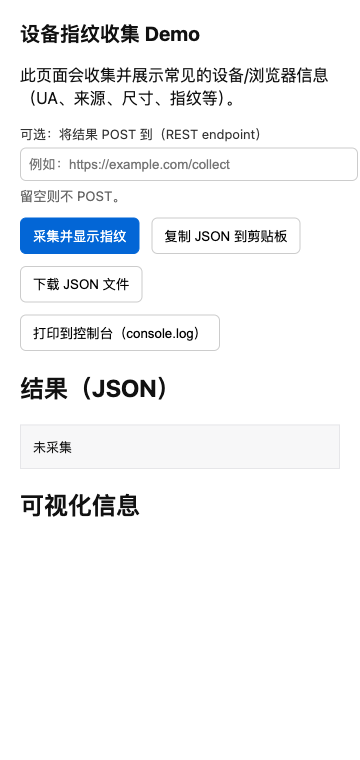 设备指纹收集 Demo
此页面会收集并展示常见的设备/浏览器信息
（UA、来源、尺寸、指纹等）。
可选：将结果 POST 到（REST endpoint）
例如：https://example.com/collect
留空则不 POST。
采集并显示指纹
复制 JSON 到剪贴板
下载 JSON 文件
打印到控制台（console.log）
结果（JSON）
未采集
可视化信息